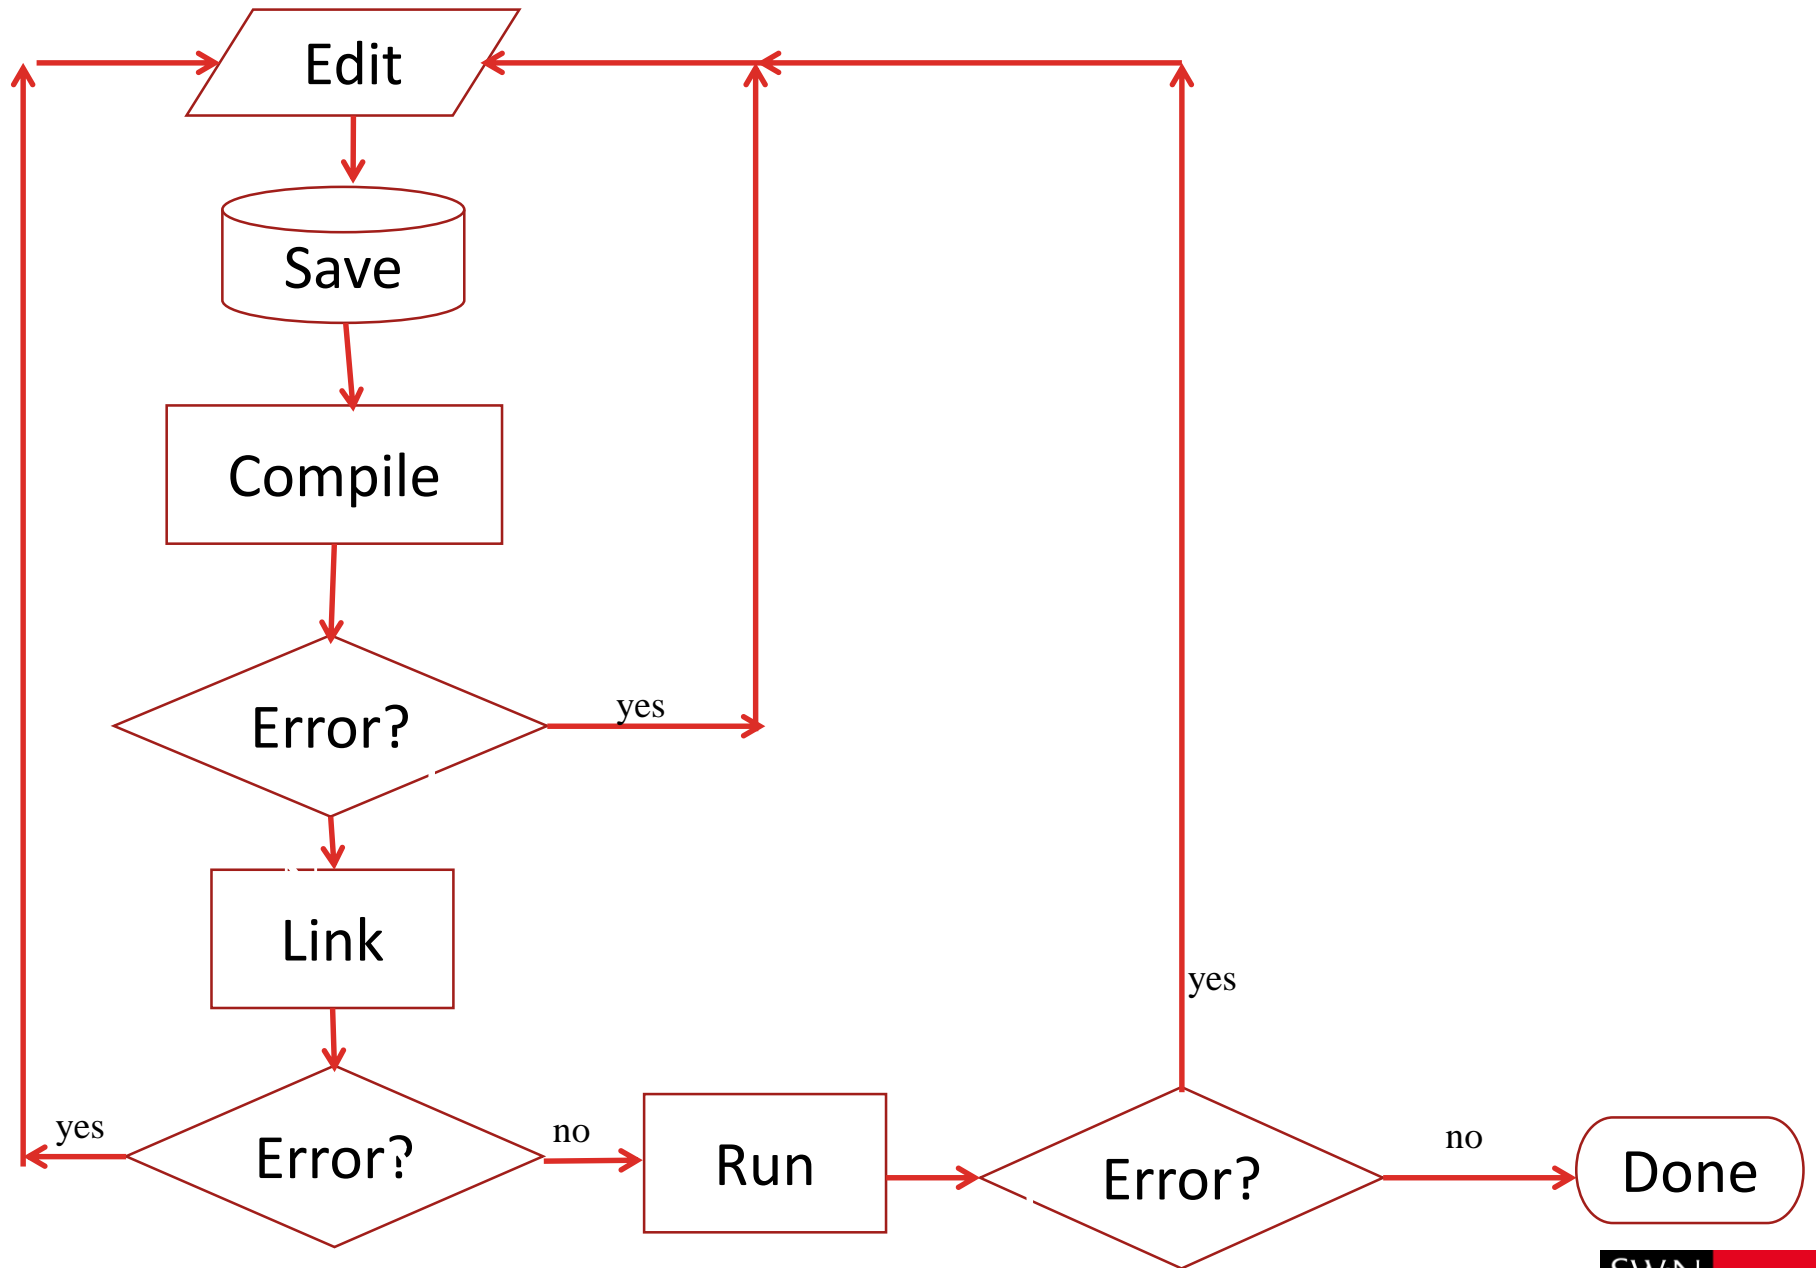 Edit
Save
Compile
Error?
yes
Link
yes
Error?
no
Run
Error?
yes
no
Done